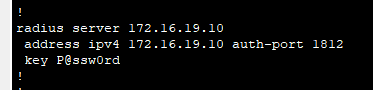 !
radius server 172.16.19.10
address ipv4 172.16.19.10 auth-port 1812
key P@ssw0rd
!
!